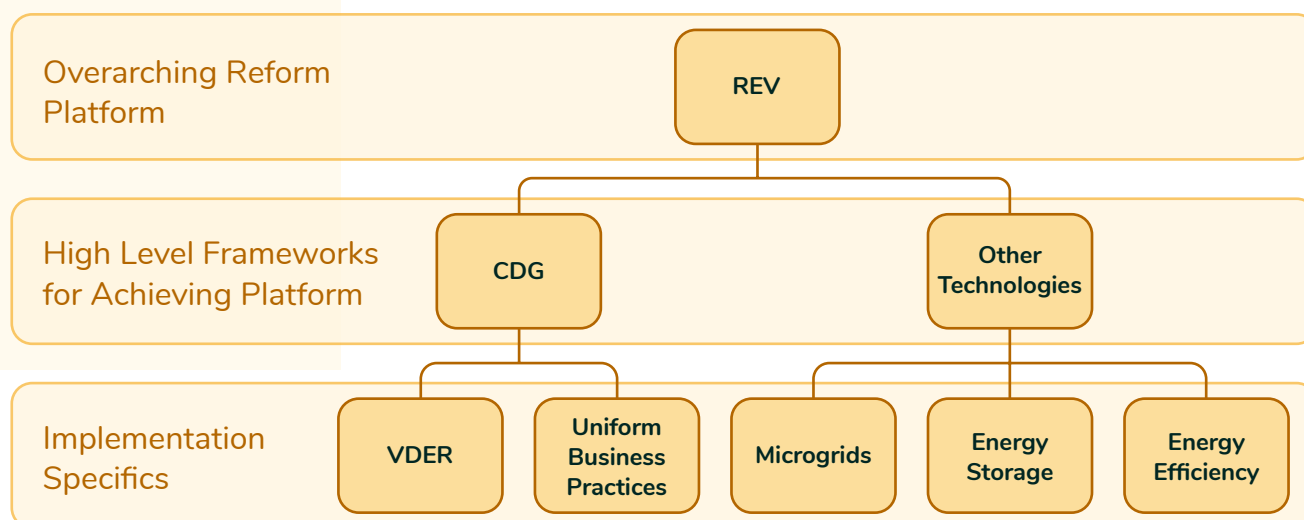 Overarching Reform
Platform
REV
High Level Frameworks
for Achieving Platform
CDG
Other
Technologies
Implementation
Specifics
VDER
Uniform
Business
Practices
Microgrids
Energy
Storage
Energy
Efficiency